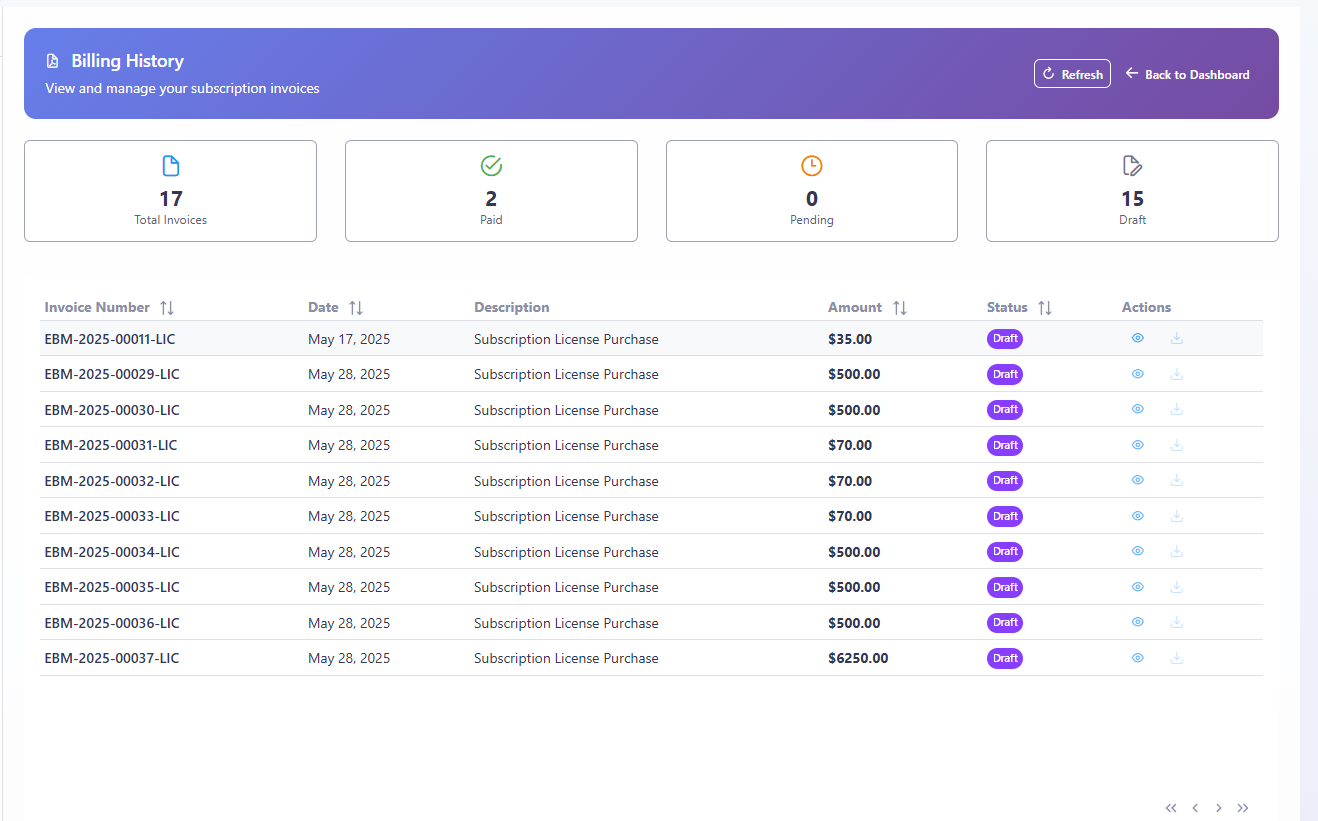 Billing History
View and manage your subscription invoices
Refresh
Back to Dashboard
17
Total Invoices
2
Paid
0
Pending
15
Draft
Invoice Number Date Description Amount Status Actions
EBM-2025-00011-LIC May 17, 2025 Subscription License Purchase $35.00 Draft
EBM-2025-00029-LIC May 28, 2025 Subscription License Purchase $500.00 Draft
EBM-2025-00030-LIC May 28, 2025 Subscription License Purchase $500.00 Draft
EBM-2025-00031-LIC May 28, 2025 Subscription License Purchase $70.00 Draft
EBM-2025-00032-LIC May 28, 2025 Subscription License Purchase $70.00 Draft
EBM-2025-00033-LIC May 28, 2025 Subscription License Purchase $70.00 Draft
EBM-2025-00034-LIC May 28, 2025 Subscription License Purchase $500.00 Draft
EBM-2025-00035-LIC May 28, 2025 Subscription License Purchase $500.00 Draft
EBM-2025-00036-LIC May 28, 2025 Subscription License Purchase $500.00 Draft
EBM-2025-00037-LIC May 28, 2025 Subscription License Purchase $6250.00 Draft